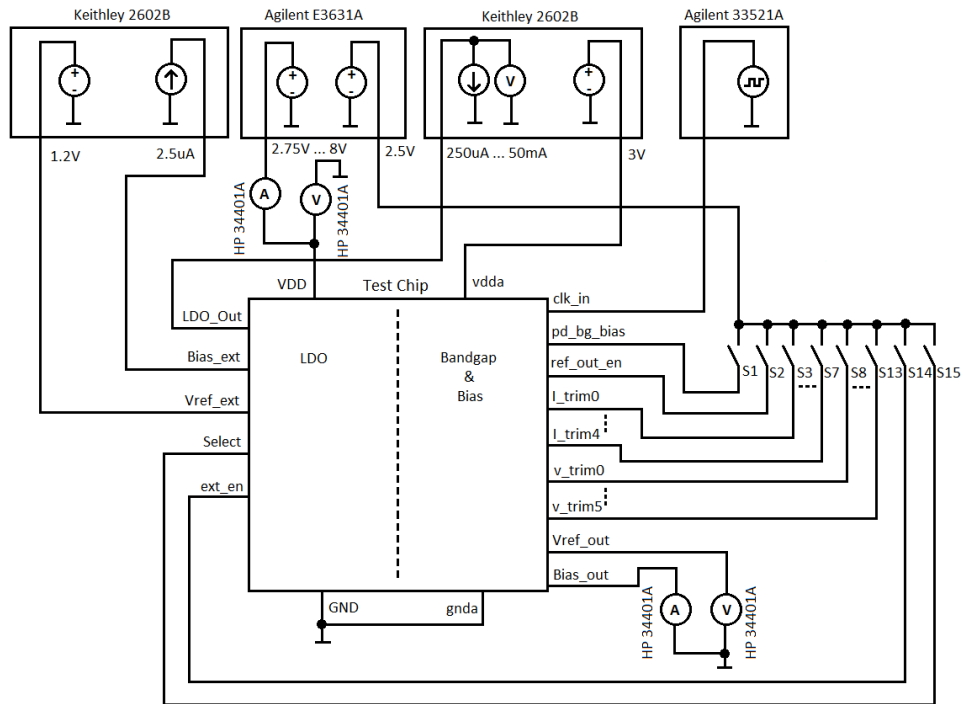 Keithley 2602B
Agilent E3631A
Keithley 2602B
Agilent 33521A
+
-
+
-
+
-
V
+
-
1.2V
2.5uA
2.75V ... 8V
2.5V
250uA ... 50mA
3V
HP 34401A
A
V
HP 34401A
VDD
Test Chip
vdda
LDO_Out
Bias_ext
Vref_ext
Select
ext_en
LDO
Bandgap
&
Bias
clk_in
pd_bg_bias
ref_out_en
I_trim0
I_trim4
v_trim0
v_trim5
Vref_out
Bias_out
S1
S2
S3
S7
S8
S13
S14
S15
HP 34401A
A
V
HP 34401A
GND
gnda